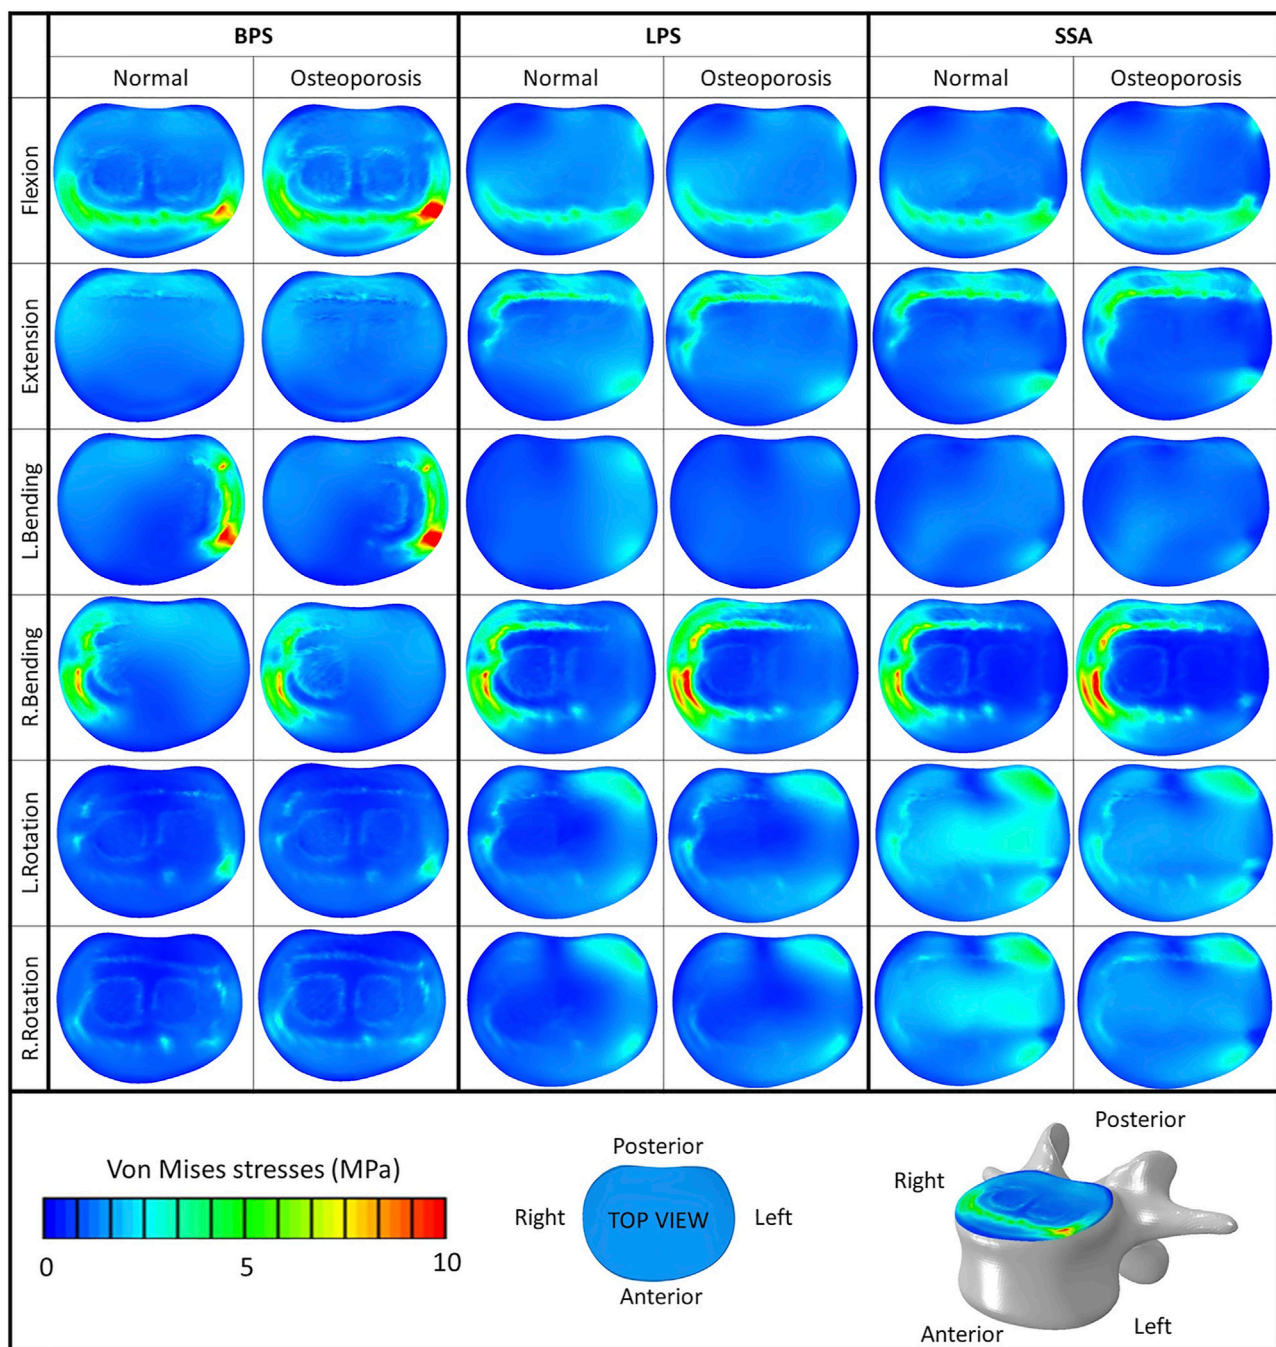 BPS LPS SSA
Normal Osteoporosis Normal Osteoporosis Normal Osteoporosis
Flexion
Extension
L.Bending
R.Bending
L.Rotation
R.Rotation
Von Mises stresses (MPa)
0 5 10
Posterior
Right TOP VIEW Left
Anterior
Posterior
Right
Anterior Left